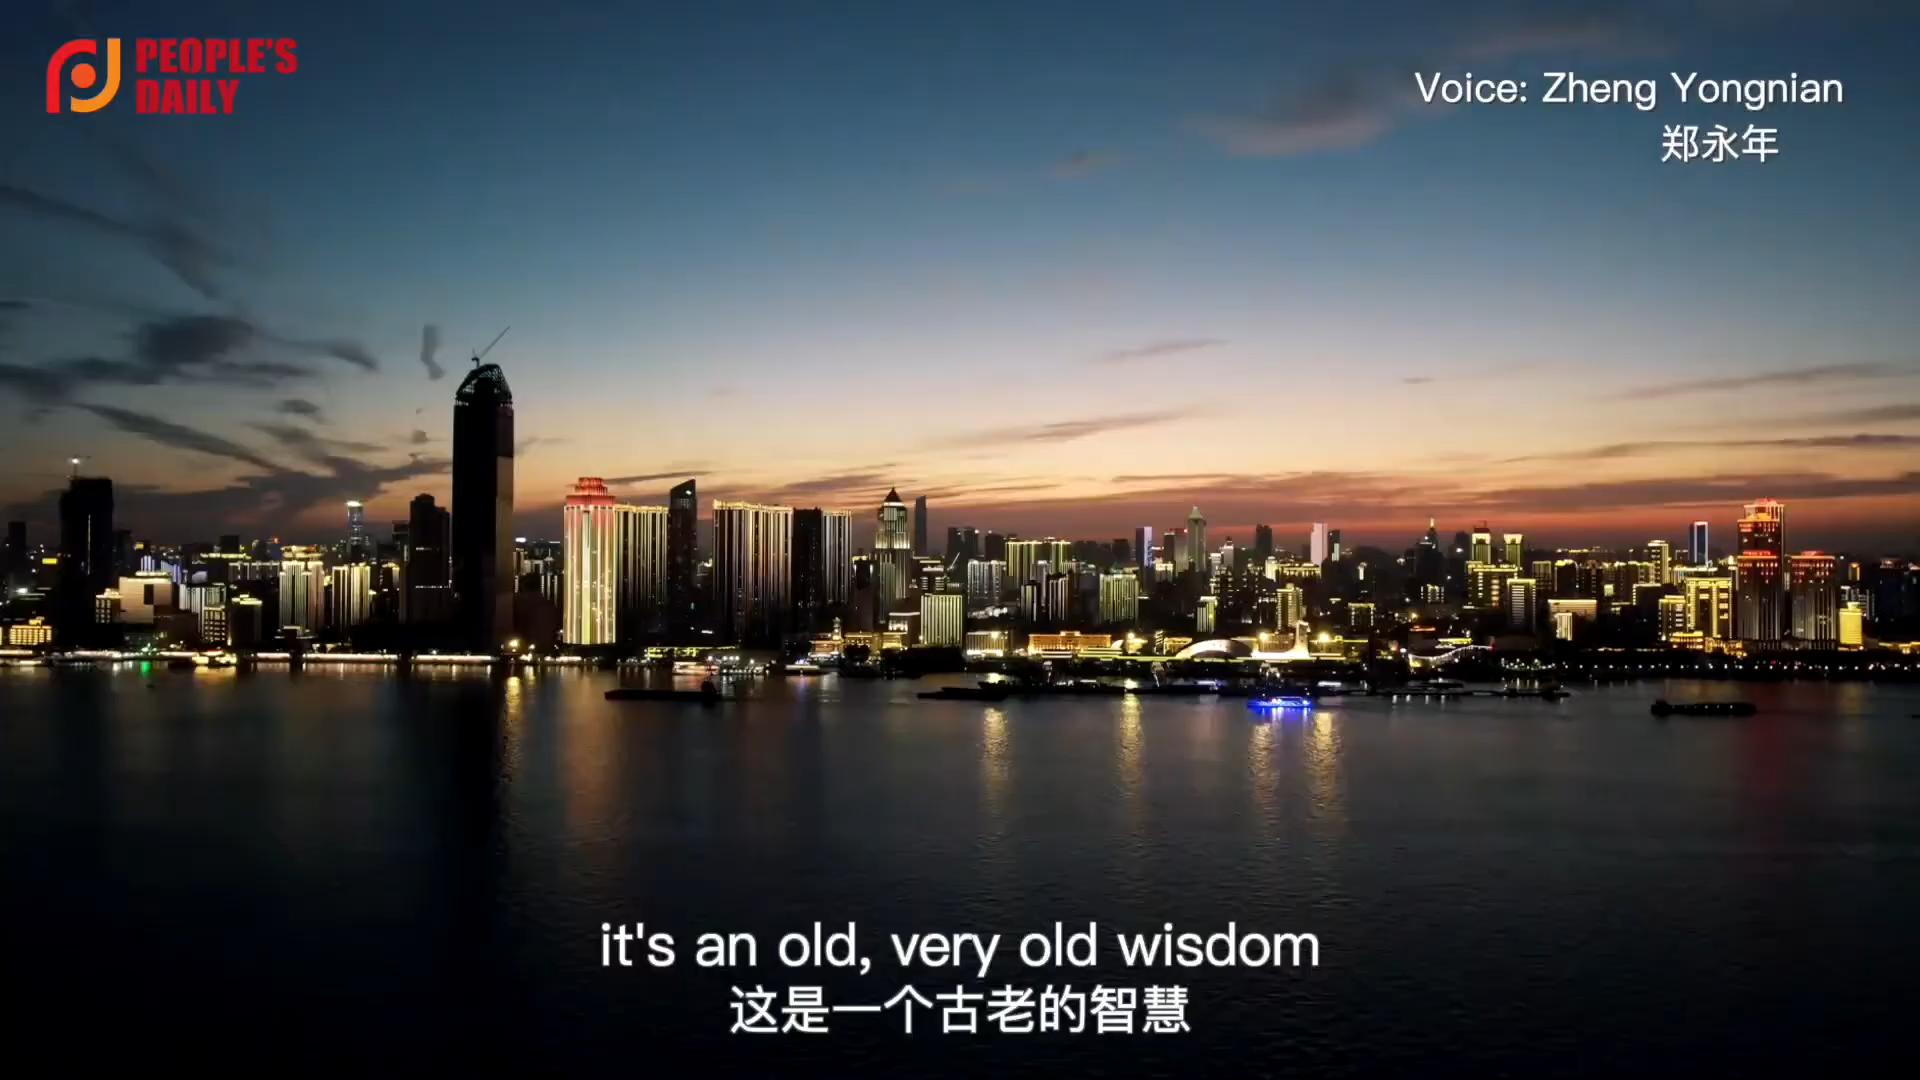 PEOPLE'S
DAILY
Voice: Zheng Yongnian
郑永年
it's an old, very old wisdom
这是一个古老的智慧